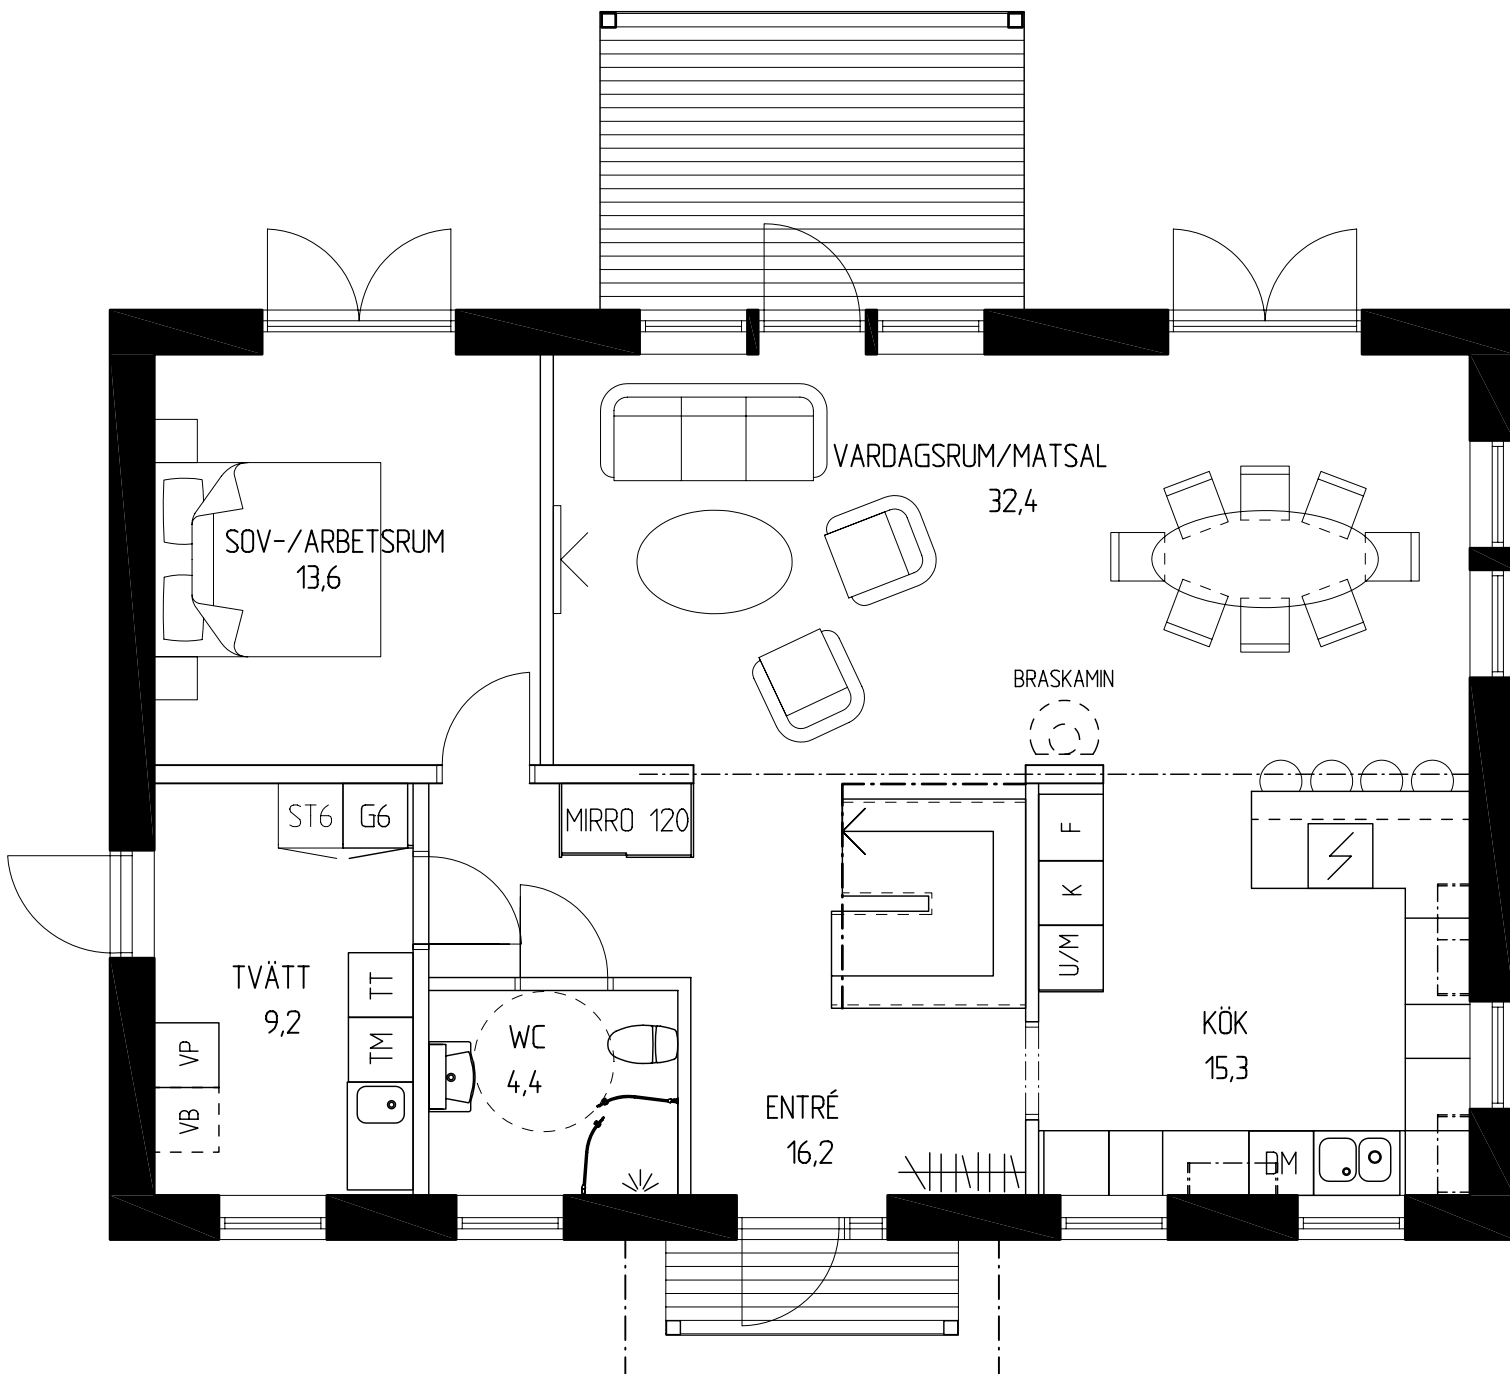 VARDAGSRUM/MATSAL
32,4
SOV-/ARBETSRUM
13,6
BRASKAMIN
ST6
G6
MIRRO 120
F
K
U/M
TVÄTT
9,2
TT
TM
VP
VB
WC
4,4
KÖK
15,3
ENTRÉ
16,2
DM